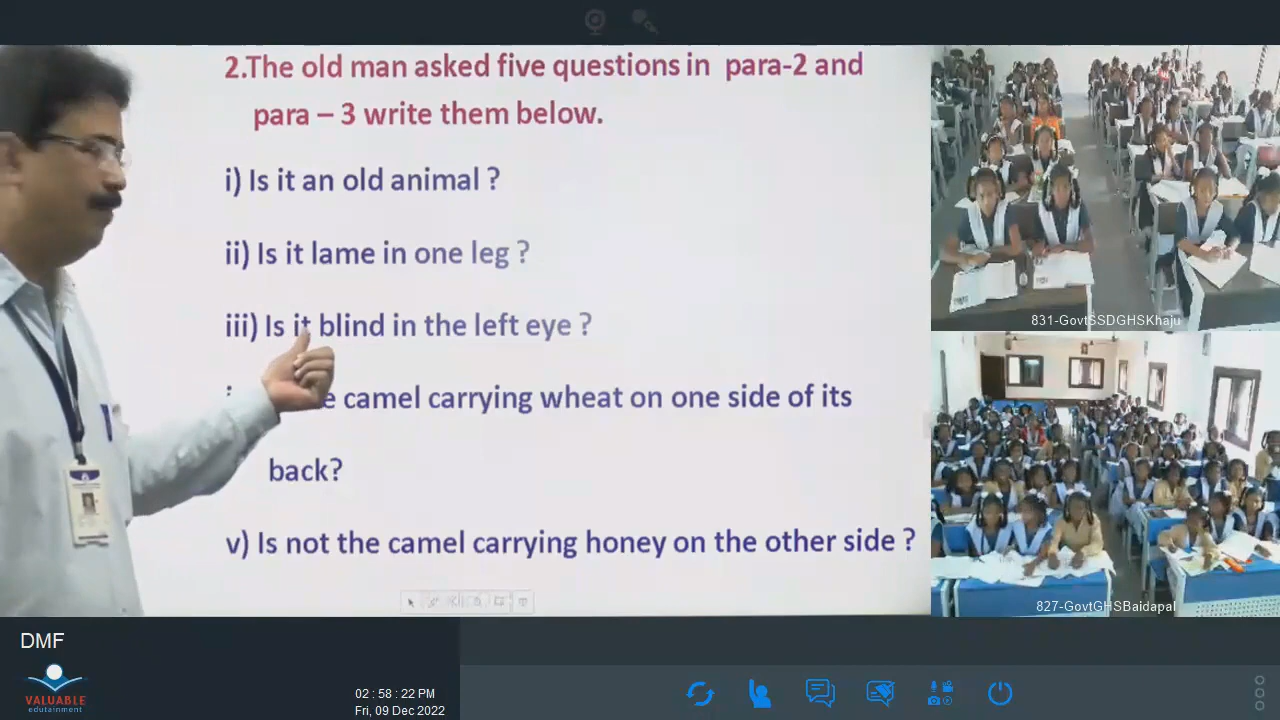 2.The old man asked five questions in para-2 and
para – 3 write them below.
i) Is it an old animal ?
ii) Is it lame in one leg ?
iii) Is it blind in the left eye ?
camel carrying wheat on one side of its
back?
v) Is not the camel carrying honey on the other side ?
831-GovtSSDGHSKhaju
827-GovtGHSBaidapal
DMF
VALUABLE
edutainment
02 : 58 : 22 PM
Fri, 09 Dec 2022